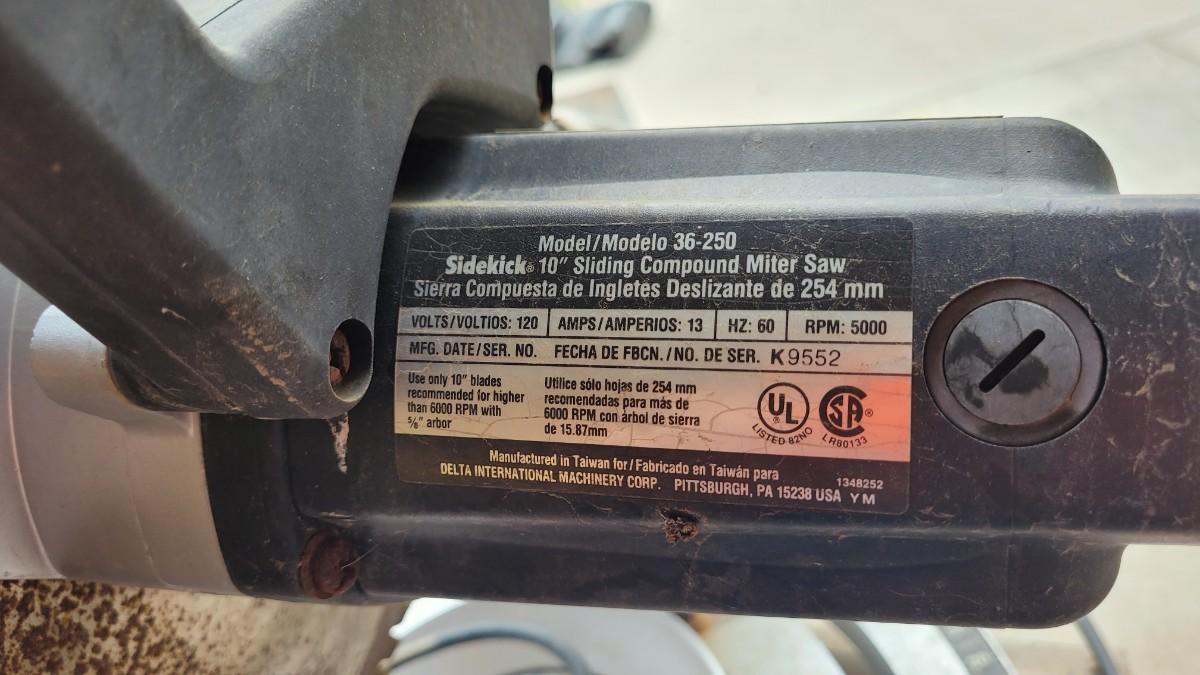 Model/Modelo 36-250
Sidekick® 10" Sliding Compound Miter Saw
Sierra Compuesta de Ingletes Deslizante de 254 mm
VOLTS/VOLTIOS: 120 AMPS/AMPERIOS: 13 HZ: 60 RPM: 5000
MFG. DATE/SER. NO. FECHA DE FBCN./NO. DE SER. K9552
Use only 10" blades
recommended for higher
than 6000 RPM with
5/8" arbor
Utilice sólo hojas de 254 mm
recomendadas para más de
6000 RPM con árbol de sierra
de 15.87mm
UL®
LISTED 82NO
SA®
LR80133
Manufactured in Taiwan for/Fabricado en Taiwán para
DELTA INTERNATIONAL MACHINERY CORP. PITTSBURGH, PA 15238 USA
1348252
YM